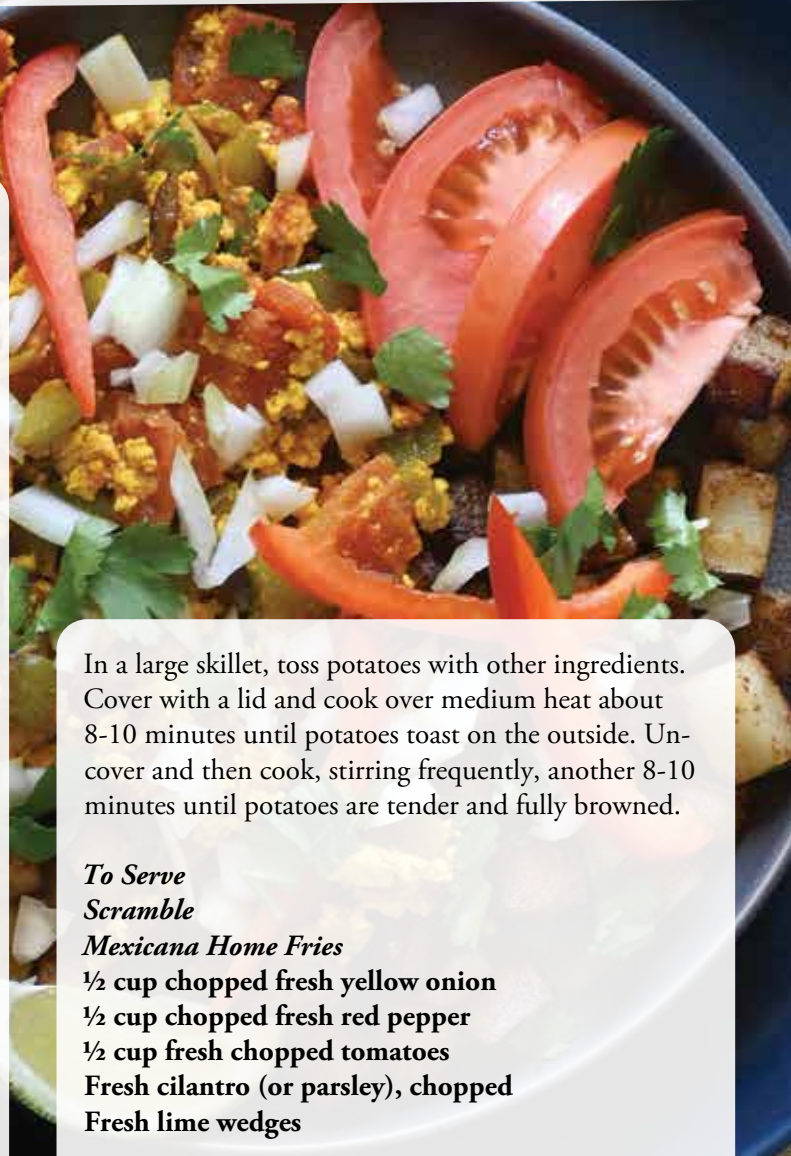 In a large skillet, toss potatoes with other ingredients.
Cover with a lid and cook over medium heat about
8-10 minutes until potatoes toast on the outside. Un-
cover and then cook, stirring frequently, another 8-10
minutes until potatoes are tender and fully browned.
To Serve
Scramble
Mexicana Home Fries
½ cup chopped fresh yellow onion
½ cup chopped fresh red pepper
½ cup fresh chopped tomatoes
Fresh cilantro (or parsley), chopped
Fresh lime wedges